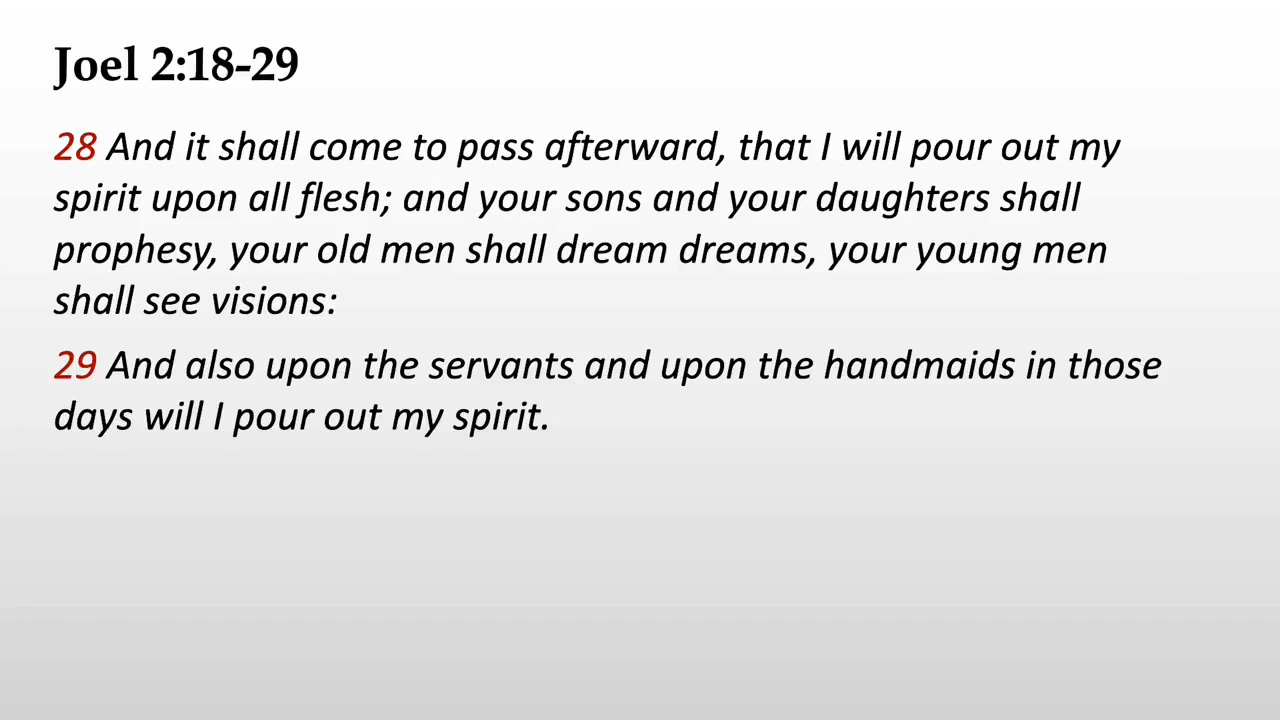 Joel 2:18-29
28 And it shall come to pass afterward, that I will pour out my
spirit upon all flesh; and your sons and your daughters shall
prophesy, your old men shall dream dreams, your young men
shall see visions:
29 And also upon the servants and upon the handmaids in those
days will I pour out my spirit.